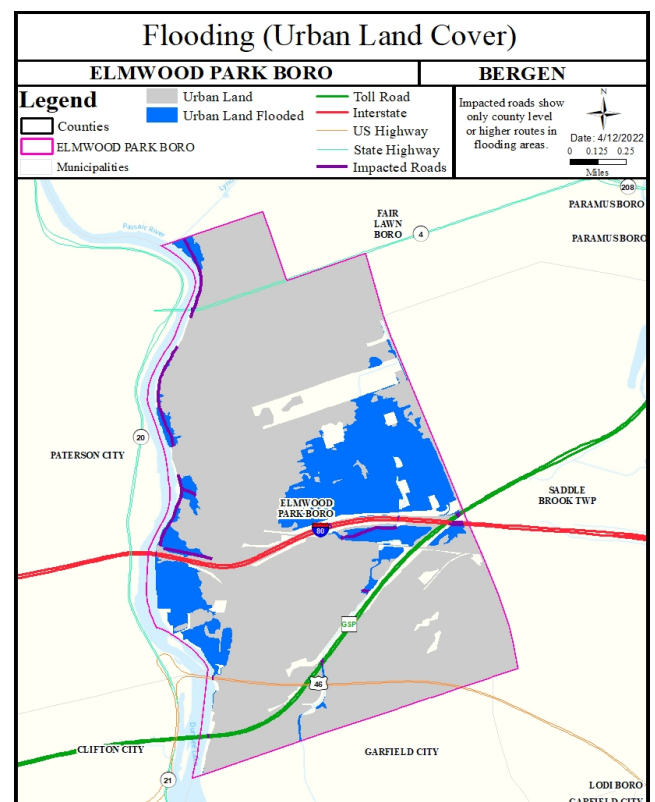 Flooding (Urban Land Cover)
ELMWOOD PARK BORO
BERGEN
Legend
Counties
ELMWOOD PARK BORO
Municipalities
Urban Land
Urban Land Flooded
Toll Road
Interstate
US Highway
State Highway
Impacted Roads
Impacted roads show
only county level
or higher routes in
flooding areas.
N
Date: 4/12/2022
0 0.125 0.25
Miles
208
PARAMUS BORO
FAIR
LAWN
BORO
4
PARAMUS BORO
Passaic River
20
PATERSON CITY
SADDLE
BROOK TWP
ELMWOOD
PARK BORO
80
GSP
46
CLIFTON CITY
GARFIELD CITY
21
LODI BORO
GARFIELD CITY